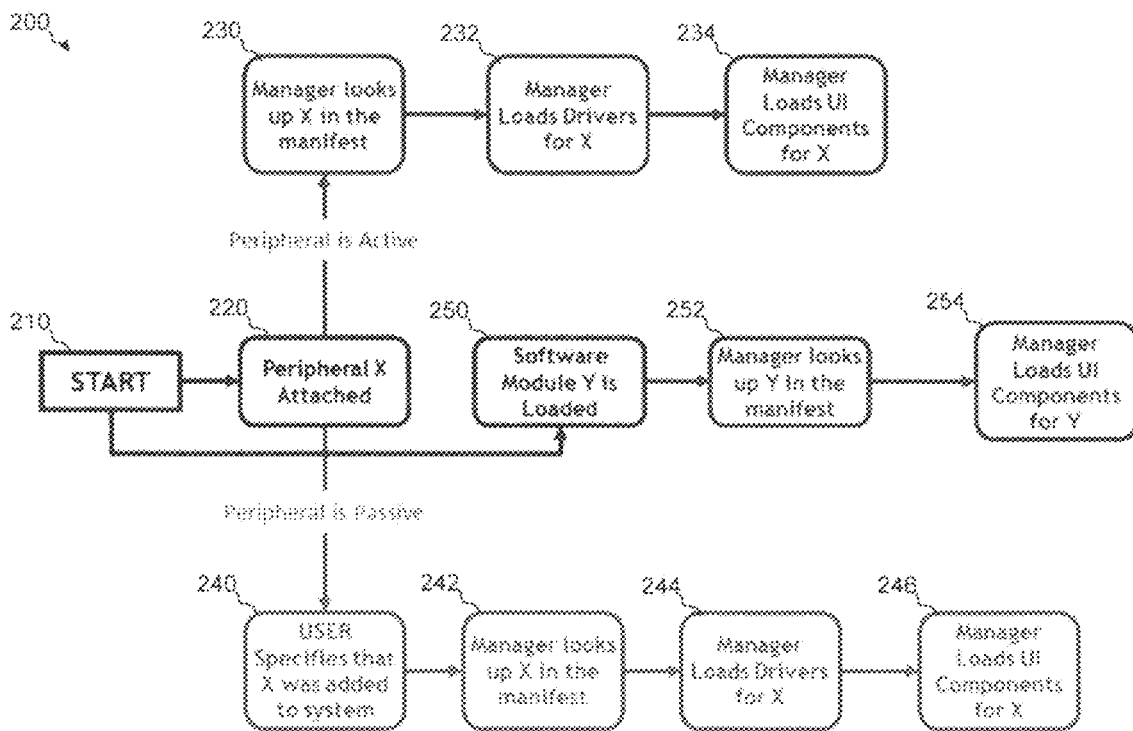 200
230
Manager looks
up X in the
manifest
232
Manager
Loads Drivers
for X
234
Manager
Loads UI
Components
for X
Peripheral is Active
210
START
220
Peripheral X
Attached
250
Software
Module Y is
Loaded
252
Manager looks
up Y in the
manifest
254
Manager
Loads UI
Components
for Y
Peripheral is Passive
240
USER
Specifies that
X was added
to system
242
Manager looks
up X in the
manifest
244
Manager
Loads Drivers
for X
246
Manager
Loads UI
Components
for X